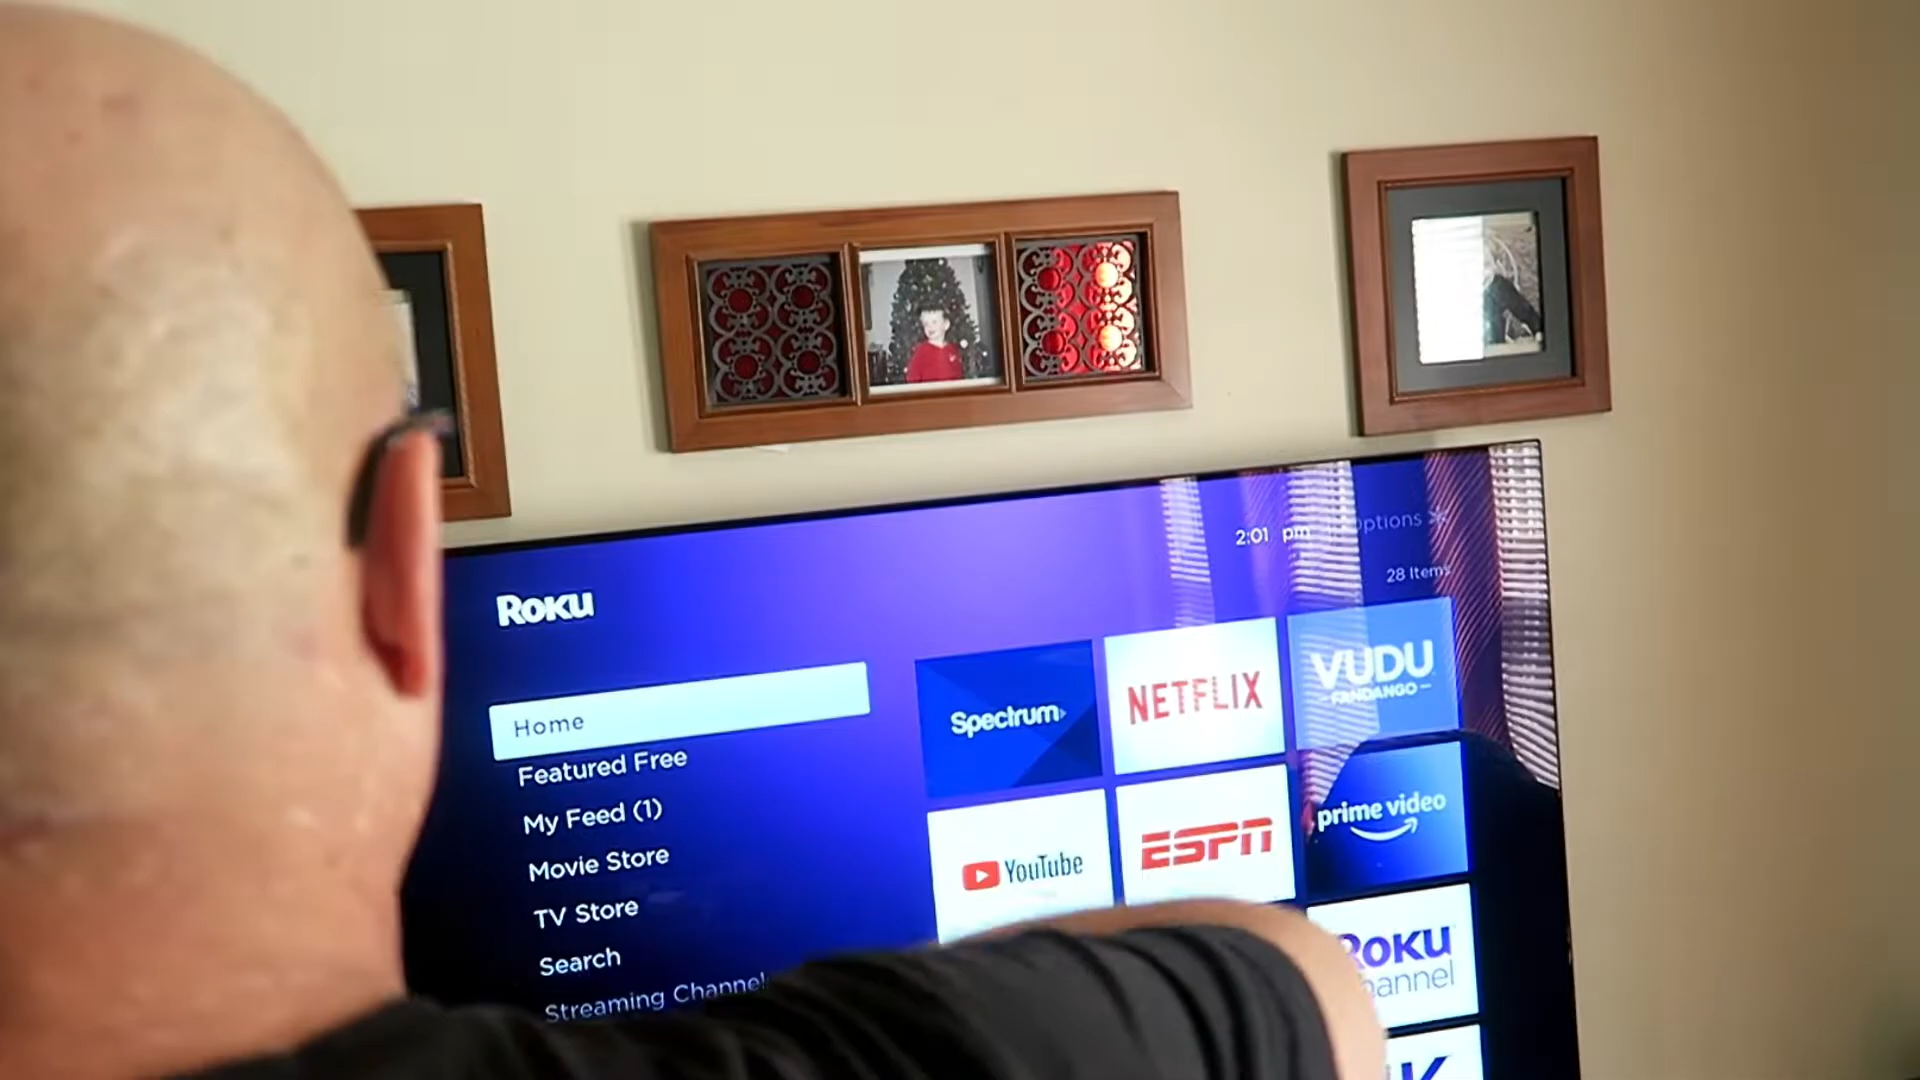 2:01 pm Options
28 Items
Roku
Home
Featured Free
My Feed (1)
Movie Store
TV Store
Search
Streaming Channel
Spectrum
NETFLIX
VUDU
FANDANGO
YouTube
ESPN
prime video
Roku